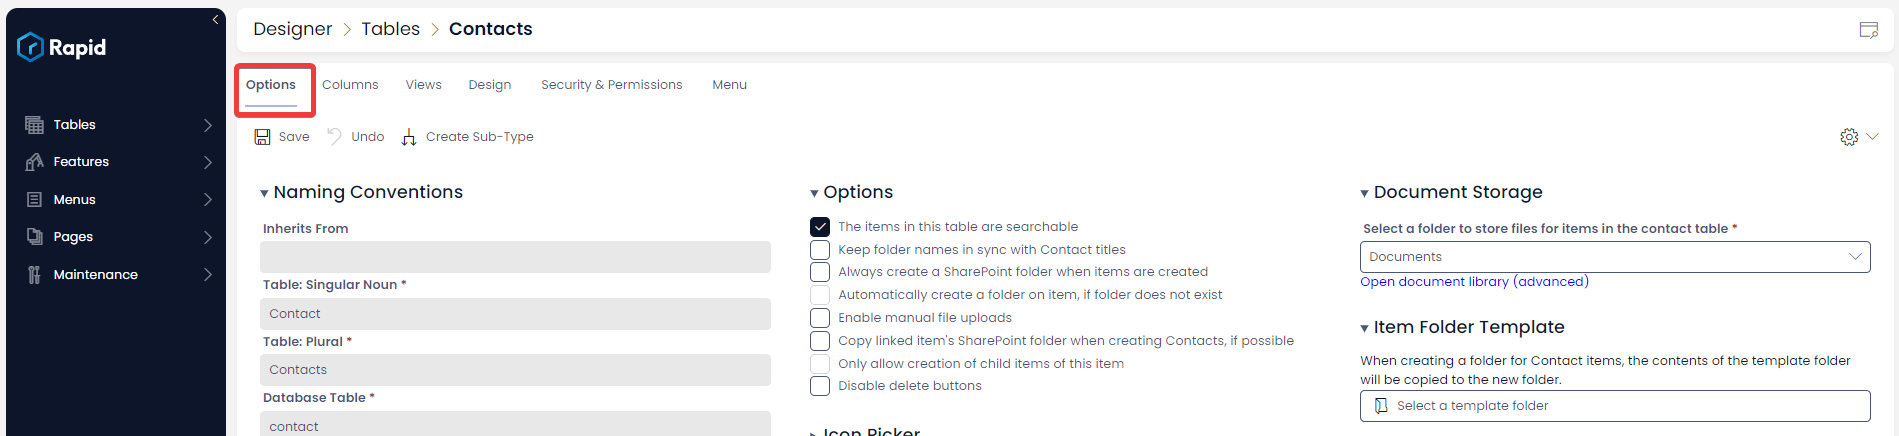 Rapid
Tables
Features
Menus
Pages
Maintenance
Designer > Tables > Contacts
Options Columns Views Design Security & Permissions Menu
Save Undo Create Sub-Type
Naming Conventions
Inherits From
Table: Singular Noun *
Contact
Table: Plural *
Contacts
Database Table *
contact
Options
The items in this table are searchable
Keep folder names in sync with Contact titles
Always create a SharePoint folder when items are created
Automatically create a folder on item, if folder does not exist
Enable manual file uploads
Copy linked item's SharePoint folder when creating Contacts, if possible
Only allow creation of child items of this item
Disable delete buttons
Icon Picker
Document Storage
Select a folder to store files for items in the contact table *
Documents
Open document library (advanced)
Item Folder Template
When creating a folder for Contact items, the contents of the template folder
will be copied to the new folder.
Select a template folder